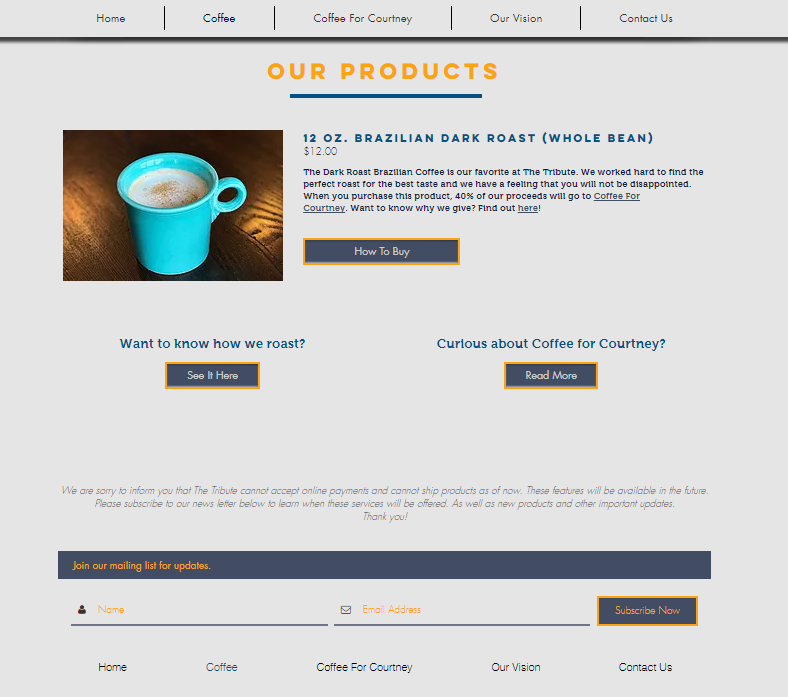 Home Coffee Coffee For Courtney Our Vision Contact Us
OUR PRODUCTS
12 OZ. BRAZILIAN DARK ROAST (WHOLE BEAN)
$12.00
The Dark Roast Brazilian Coffee is our favorite at The Tribute. We worked hard to find the
perfect roast for the best taste and we have a feeling that you will not be disappointed.
When you purchase this product, 40% of our proceeds will go to Coffee For
Courtney. Want to know why we give? Find out here!
How To Buy
Want to know how we roast?
See It Here
Curious about Coffee for Courtney?
Read More
We are sorry to inform you that The Tribute cannot accept online payments and cannot ship products as of now. These features will be available in the future.
Please subscribe to our news letter below to learn when these services will be offered. As well as new products and other important updates.
Thank you!
Join our mailing list for updates.
Name Email Address Subscribe Now
Home Coffee Coffee For Courtney Our Vision Contact Us